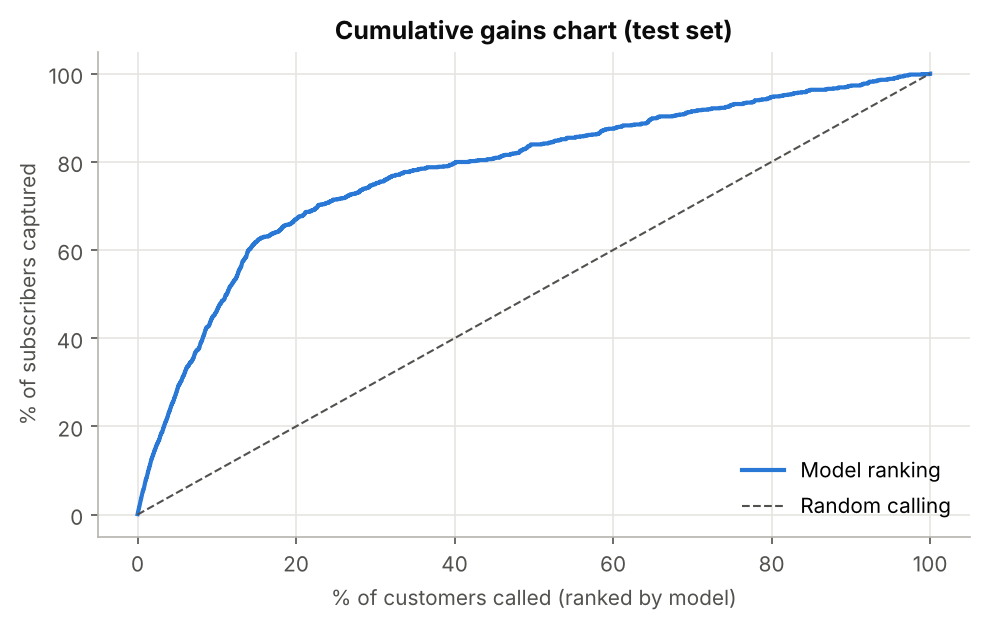 Cumulative gains chart (test set)
100
80
60
40
20
0
% of subscribers captured
Model ranking
Random calling
0 20 40 60 80 100
% of customers called (ranked by model)